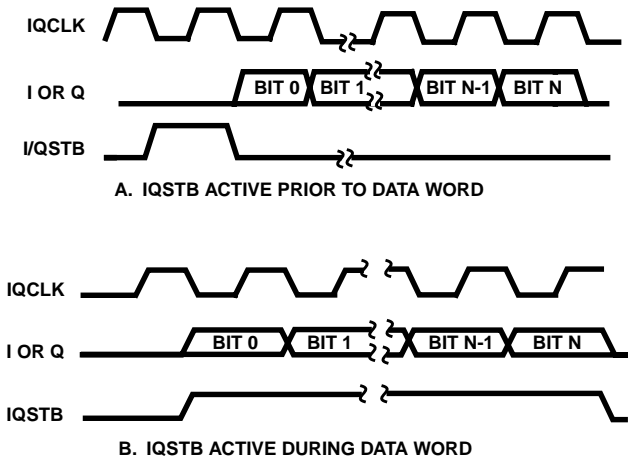 IQCLK
I OR Q BIT 0 BIT 1 BIT N-1 BIT N
I/QSTB
A. IQSTB ACTIVE PRIOR TO DATA WORD
IQCLK
I OR Q BIT 0 BIT 1 BIT N-1 BIT N
IQSTB
B. IQSTB ACTIVE DURING DATA WORD